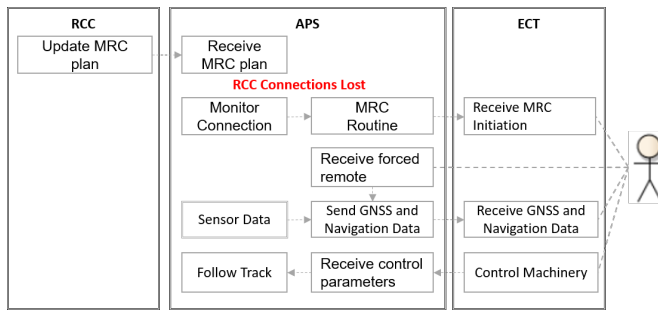 RCC
APS
ECT
Update MRC
plan
Receive
MRC plan
RCC Connections Lost
Monitor
Connection
MRC
Routine
Receive MRC
Initiation
Receive forced
remote
Sensor Data
Send GNSS and
Navigation Data
Receive GNSS and
Navigation Data
Follow Track
Receive control
parameters
Control Machinery